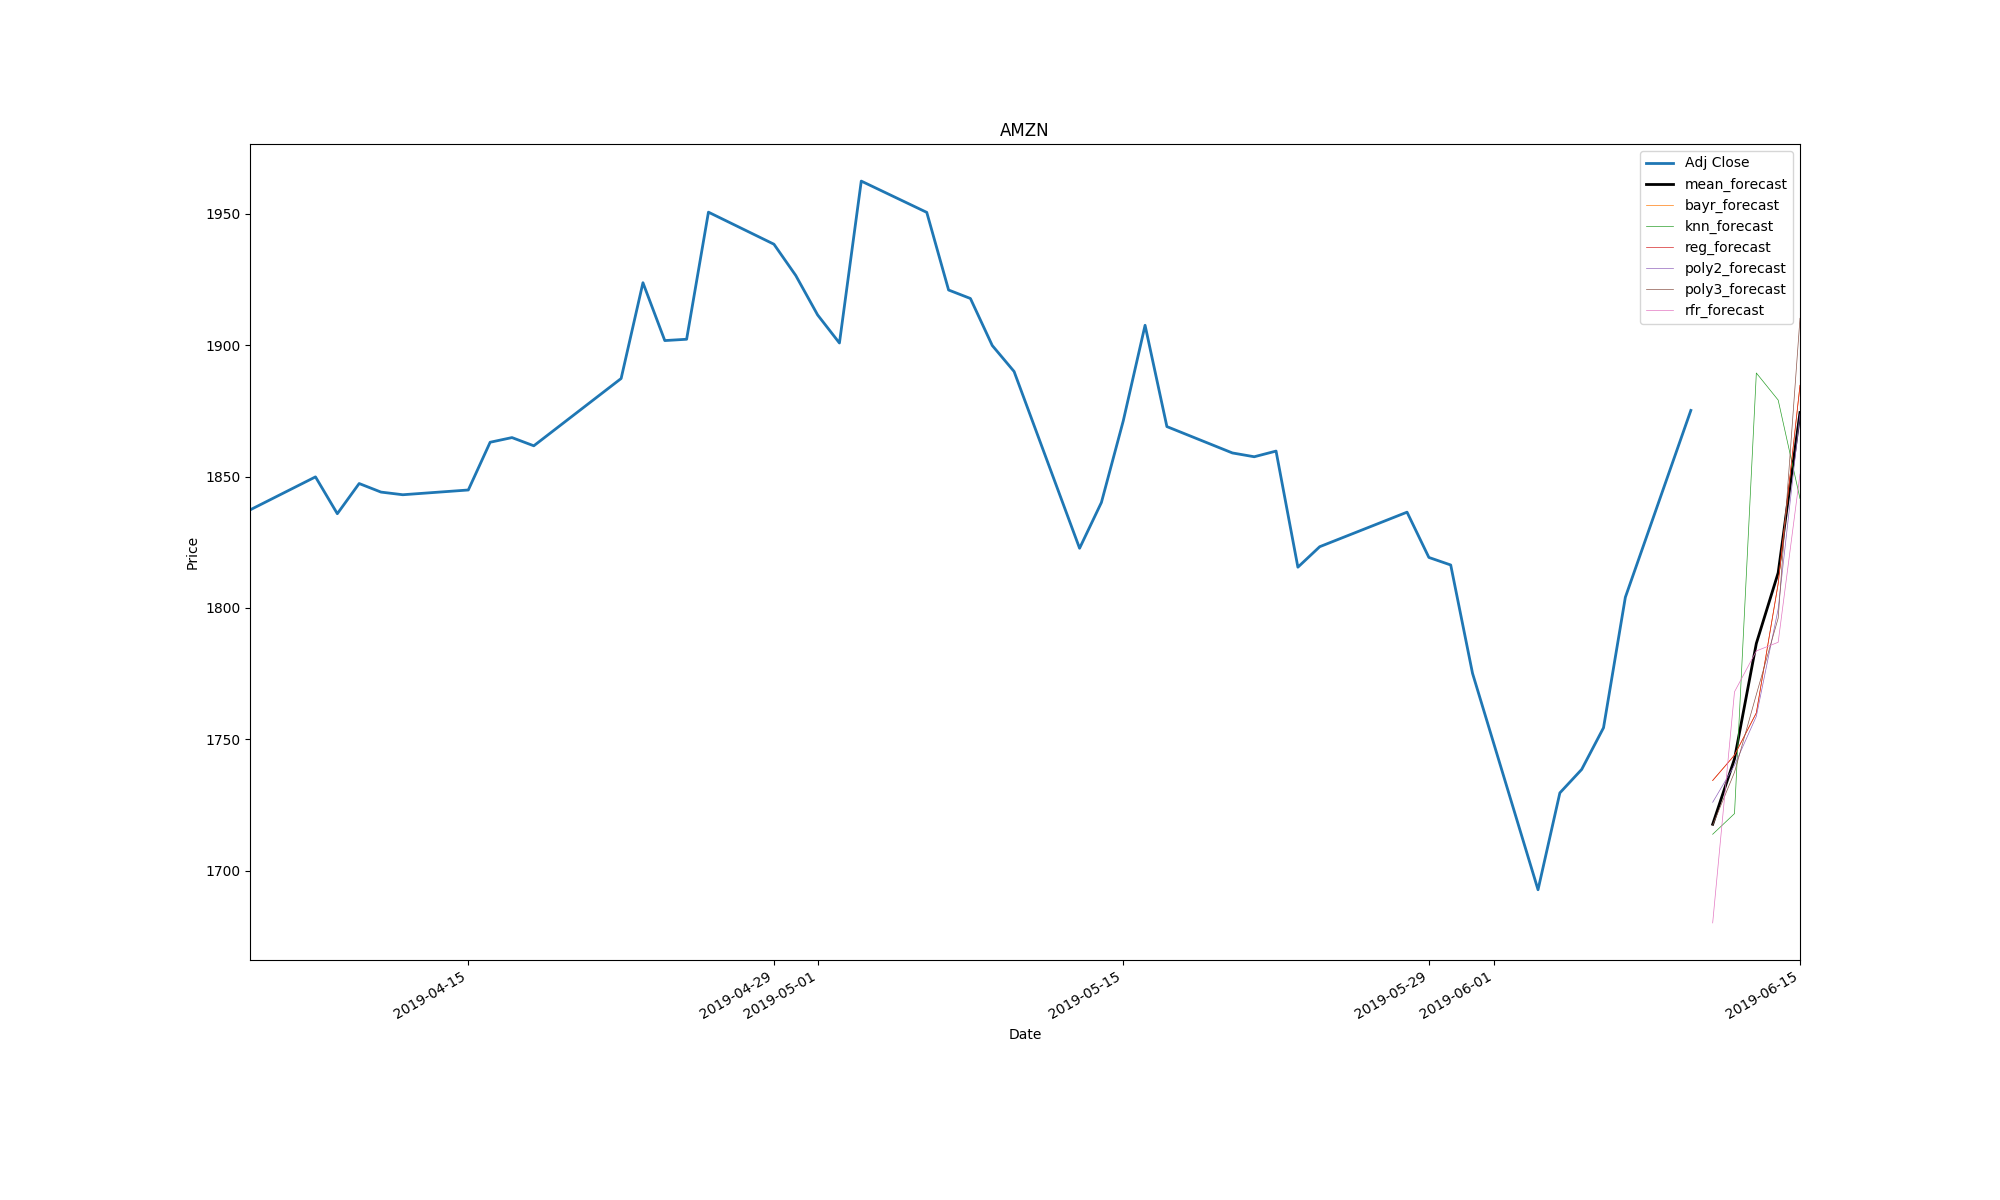 AMZN
Adj Close
mean_forecast
bayr_forecast
knn_forecast
reg_forecast
poly2_forecast
poly3_forecast
rfr_forecast
1950
1900
1850
1800
1750
1700
Price
2019-04-15
2019-04-29
2019-05-01
2019-05-15
2019-05-29
2019-06-01
2019-06-15
Date